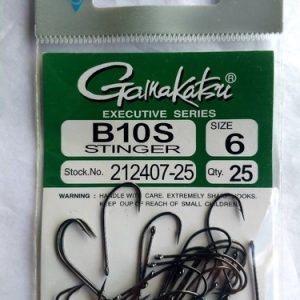 Gamakatsu®
EXECUTIVE SERIES
B10S
STINGER
SIZE
6
Stock.No. 212407-25
Qty. 25
WARNING : HANDLE WITH CARE. EXTREMELY SHARP HOOKS.
KEEP OUT OF REACH OF SMALL CHILDREN.